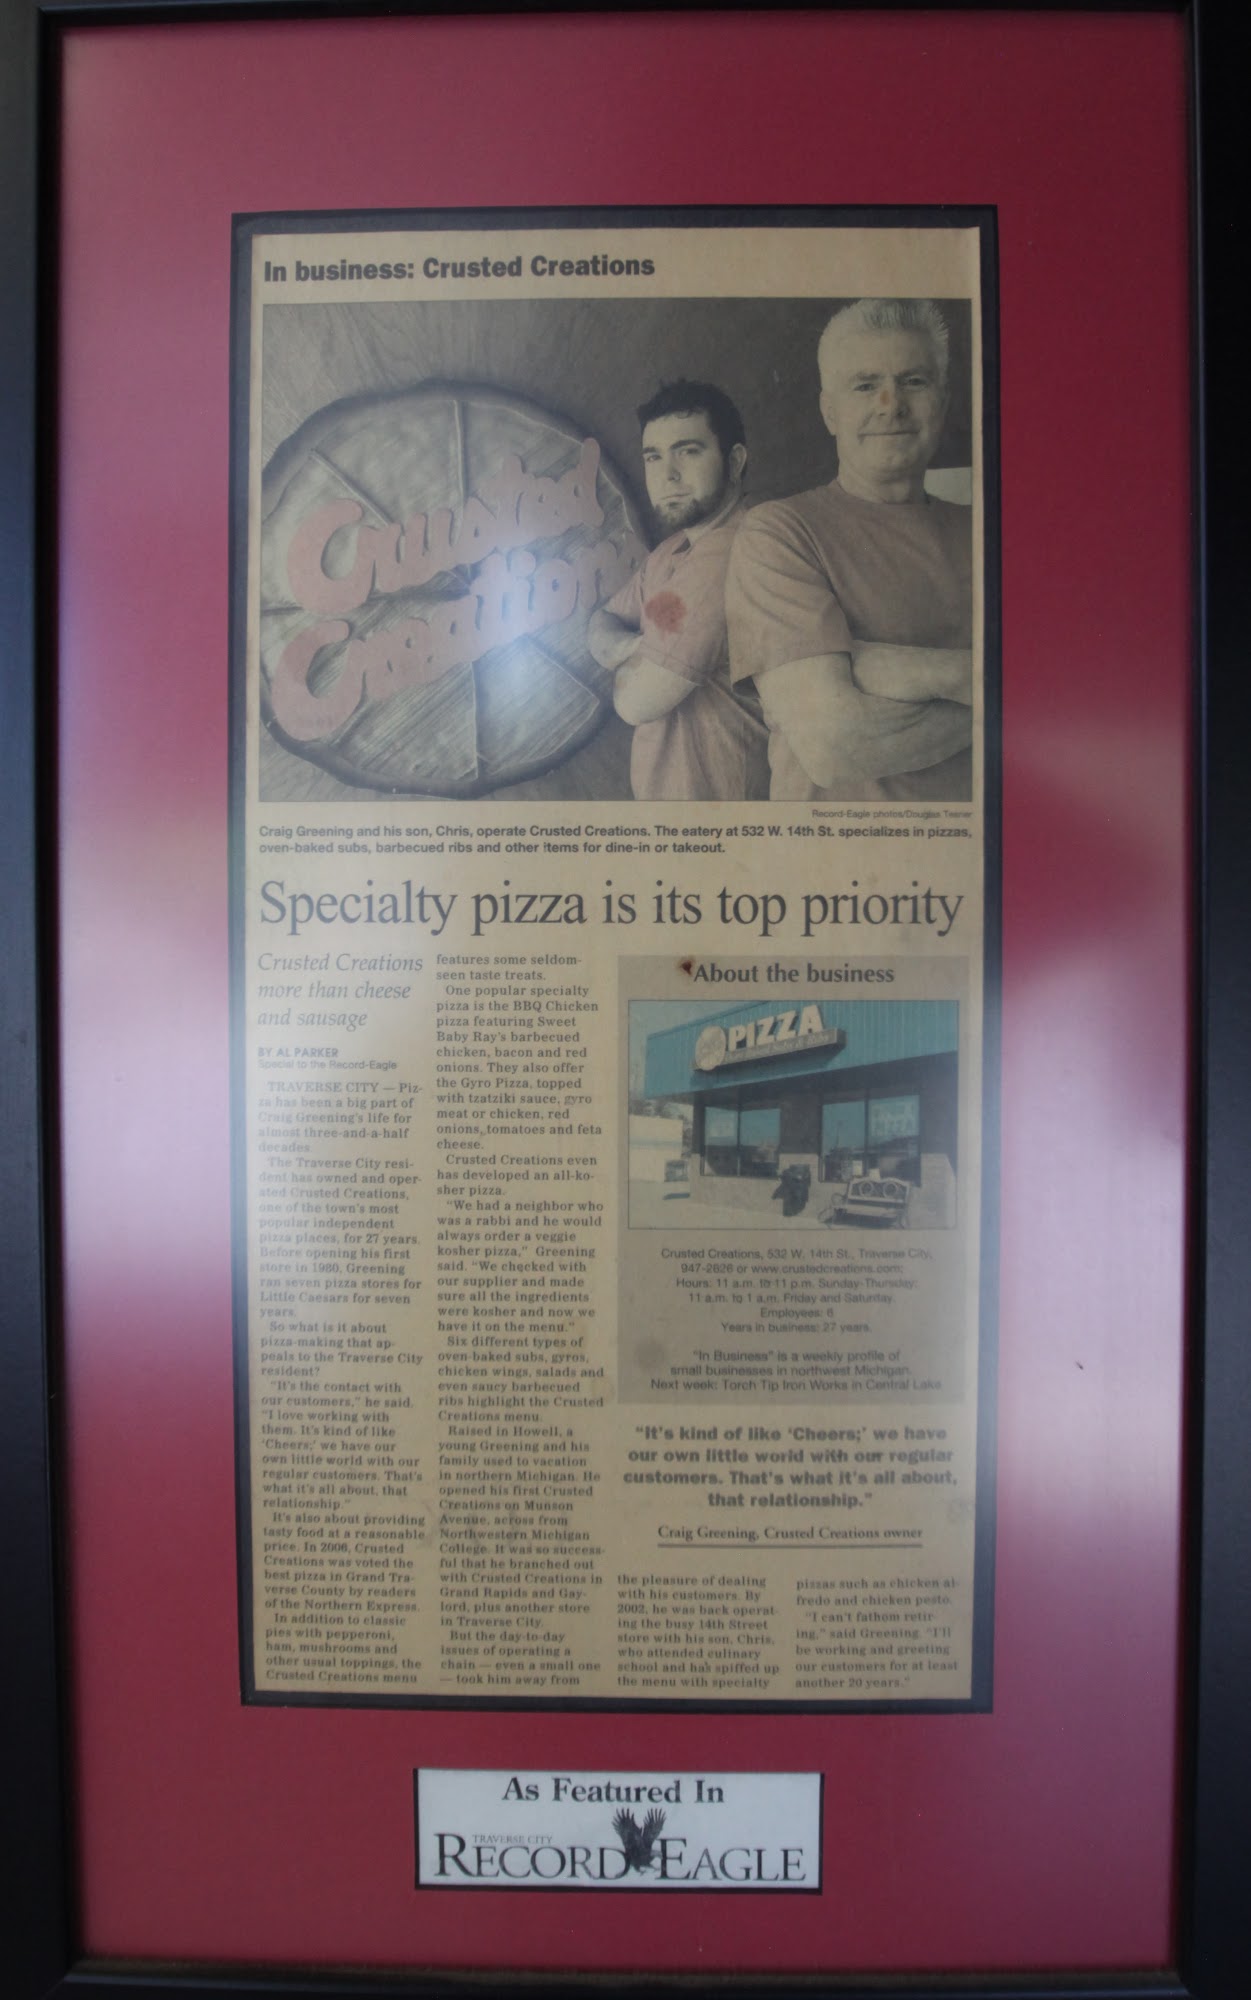 In business: Crusted Creations
Crusted
Creations
Record-Eagle photos/Douglas Tesner
Craig Greening and his son, Chris, operate Crusted Creations. The eatery at 532 W. 14th St. specializes in pizzas,
oven-baked subs, barbecued ribs and other items for dine-in or takeout.
Specialty pizza is its top priority
Crusted Creations
more than cheese
and sausage
BY AL PARKER
Special to the Record-Eagle
TRAVERSE CITY — Piz-
za has been a big part of
Craig Greening's life for
almost three-and-a-half
decades.
The Traverse City resi-
dent has owned and oper-
ated Crusted Creations,
one of the town's most
popular independent
pizza places, for 27 years.
Before opening his first
store in 1980, Greening
ran seven pizza stores for
Little Caesars for seven
years.
So what is it about
pizza-making that ap-
peals to the Traverse City
resident?
"It's the contact with
our customers," he said.
"I love working with
them. It's kind of like
'Cheers;' we have our
own little world with our
regular customers. That's
what it's all about, that
relationship."
It's also about providing
tasty food at a reasonable
price. In 2006, Crusted
Creations was voted the
best pizza in Grand Tra-
verse County by readers
of the Northern Express.
In addition to classic
pies with pepperoni,
ham, mushrooms and
other usual toppings, the
Crusted Creations menu
features some seldom-
seen taste treats.
One popular specialty
pizza is the BBQ Chicken
pizza featuring Sweet
Baby Ray's barbecued
chicken, bacon and red
onions. They also offer
the Gyro Pizza, topped
with tzatziki sauce, gyro
meat or chicken, red
onions, tomatoes and feta
cheese.
Crusted Creations even
has developed an all-ko-
sher pizza.
"We had a neighbor who
was a rabbi and he would
always order a veggie
kosher pizza," Greening
said. "We checked with
our supplier and made
sure all the ingredients
were kosher and now we
have it on the menu."
Six different types of
oven-baked subs, gyros,
chicken wings, salads and
even saucy barbecued
ribs highlight the Crusted
Creations menu.
Raised in Howell, a
young Greening and his
family used to vacation
in northern Michigan. He
opened his first Crusted
Creations on Munson
Avenue, across from
Northwestern Michigan
College. It was so success-
ful that he branched out
with Crusted Creations in
Grand Rapids and Gay-
lord, plus another store
in Traverse City.
But the day-to-day
issues of operating a
chain — even a small one
— took him away from
About the business
PIZZA
PIZZA
Crusted Creations, 532 W. 14th St., Traverse City,
947-2626 or www.crustedcreations.com;
Hours: 11 a.m. to 11 p.m. Sunday-Thursday;
11 a.m. to 1 a.m. Friday and Saturday.
Employees: 6
Years in business: 27 years.
"In Business" is a weekly profile of
small businesses in northwest Michigan.
Next week: Torch Tip Iron Works in Central Lake
"It's kind of like 'Cheers;' we have
our own little world with our regular
customers. That's what it's all about,
that relationship."
Craig Greening, Crusted Creations owner
the pleasure of dealing
with his customers. By
2002, he was back operat-
ing the busy 14th Street
store with his son, Chris,
who attended culinary
school and has spiffed up
the menu with specialty
pizzas such as chicken al-
fredo and chicken pesto.
"I can't fathom retir-
ing," said Greening. "I'll
be working and greeting
our customers for at least
another 20 years."
As Featured In
TRAVERSE CITY
RECORD EAGLE